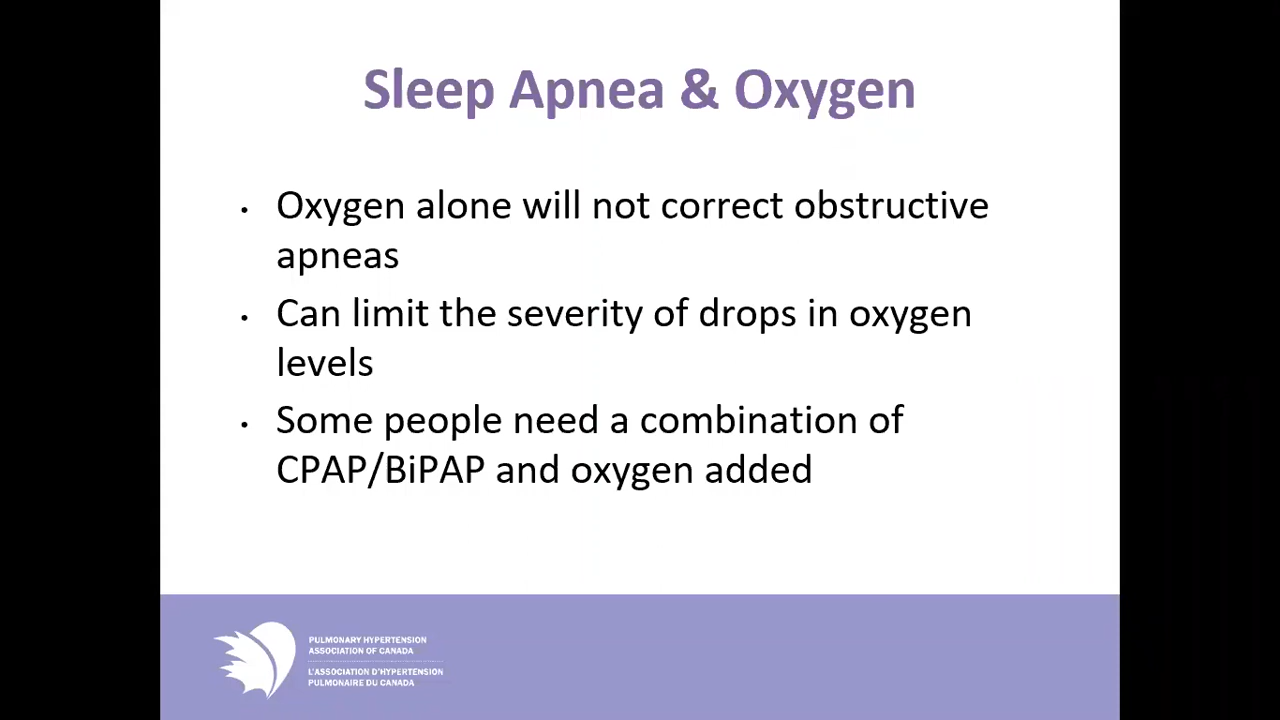 Sleep Apnea & Oxygen
• Oxygen alone will not correct obstructive
apneas
• Can limit the severity of drops in oxygen
levels
• Some people need a combination of
CPAP/BiPAP and oxygen added
PULMONARY HYPERTENSION
ASSOCIATION OF CANADA
L'ASSOCIATION D'HYPERTENSION
PULMONAIRE DU CANADA